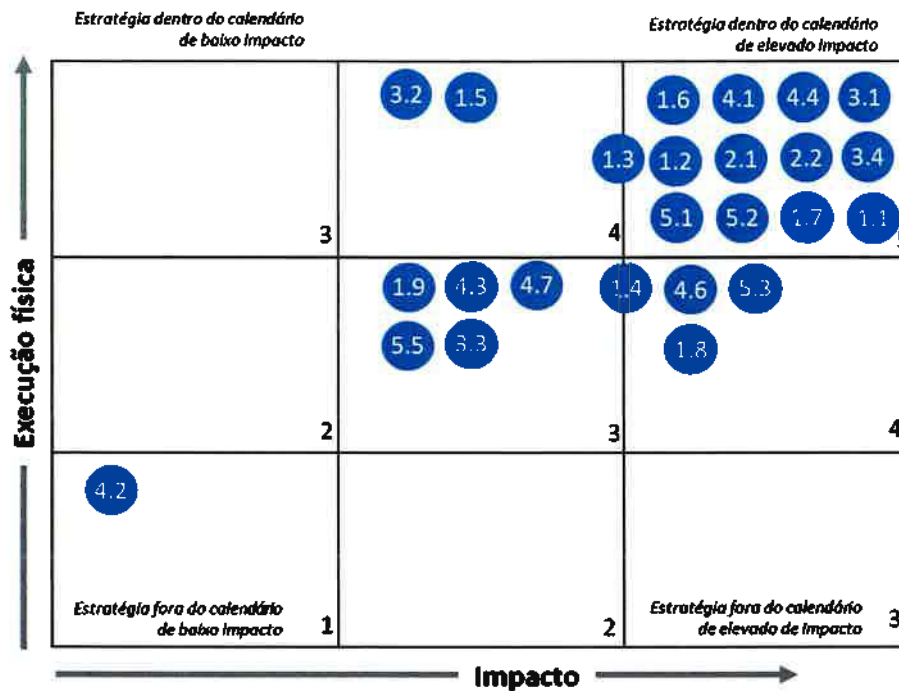 Estratégia dentro do calendário
de baixo impacto
Estratégia dentro do calendário
de elevado impacto
3.2 1.5
1.6 4.1 4.4 3.1
1.3 1.2 2.1 2.2 3.4
5.1 5.2 1.7 1.1
3 4
1.9 4.3 4.7 1.4 4.6 5.3
5.5 3.3 1.8
2 3 4
4.2
Estratégia fora do calendário
de baixo impacto
1
2
Estratégia fora do calendário
de elevado de impacto
3
Execução física
Impacto